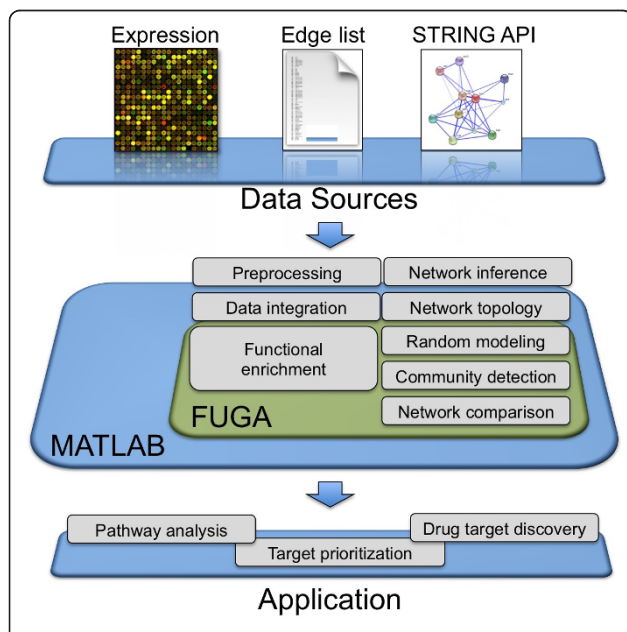 Expression
Edge list
STRING API
Data Sources
Preprocessing
Network inference
Data integration
Network topology
Functional
enrichment
Random modeling
Community detection
Network comparison
FUGA
MATLAB
Pathway analysis
Drug target discovery
Target prioritization
Application